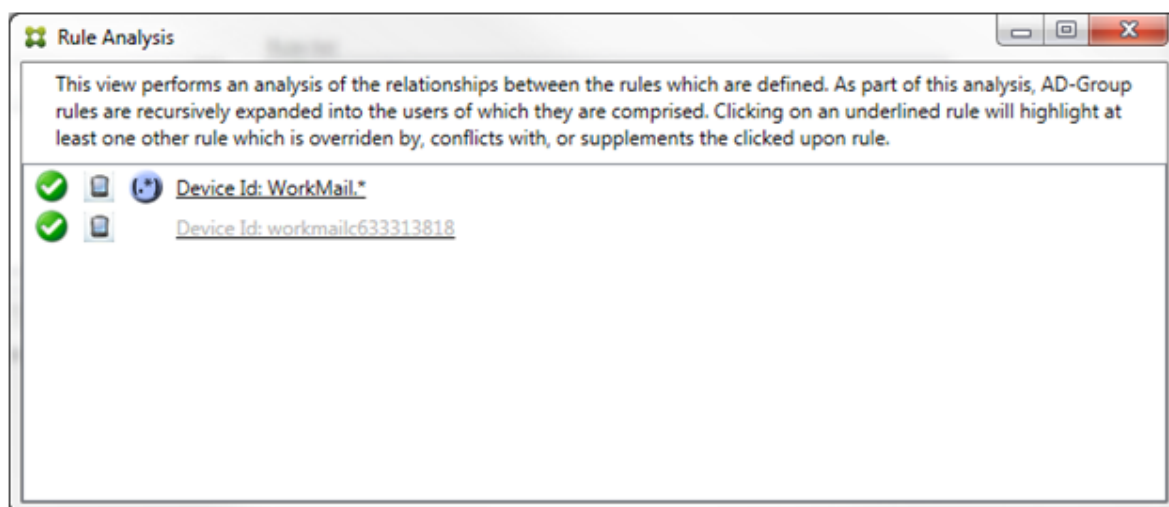 Rule Analysis
This view performs an analysis of the relationships between the rules which are defined. As part of this analysis, AD-Group
rules are recursively expanded into the users of which they are comprised. Clicking on an underlined rule will highlight at
least one other rule which is overriden by, conflicts with, or supplements the clicked upon rule.
(.*) Device Id: WorkMail.*
Device Id: workmailc633313818